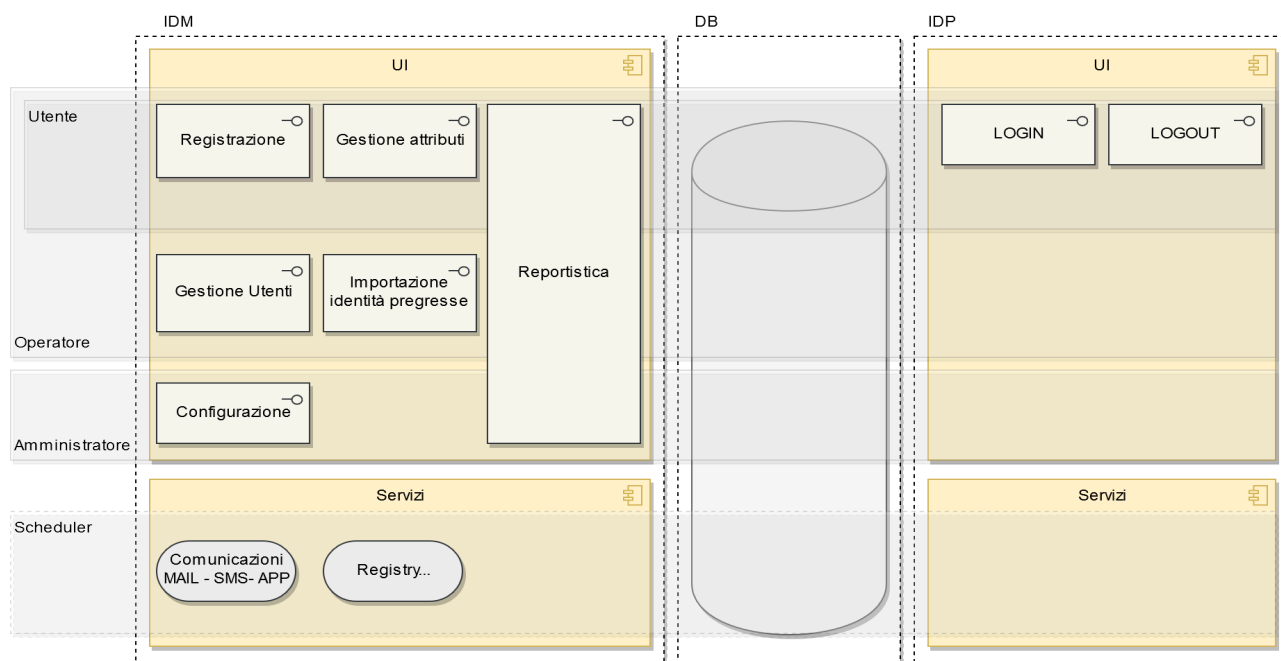 IDM
DB
IDP
UI
UI
Utente
Registrazione
Gestione attributi
LOGIN
LOGOUT
Reportistica
Gestione Utenti
Importazione
identità pregresse
Operatore
Configurazione
Amministratore
Servizi
Servizi
Scheduler
Comunicazioni
MAIL - SMS- APP
Registry...